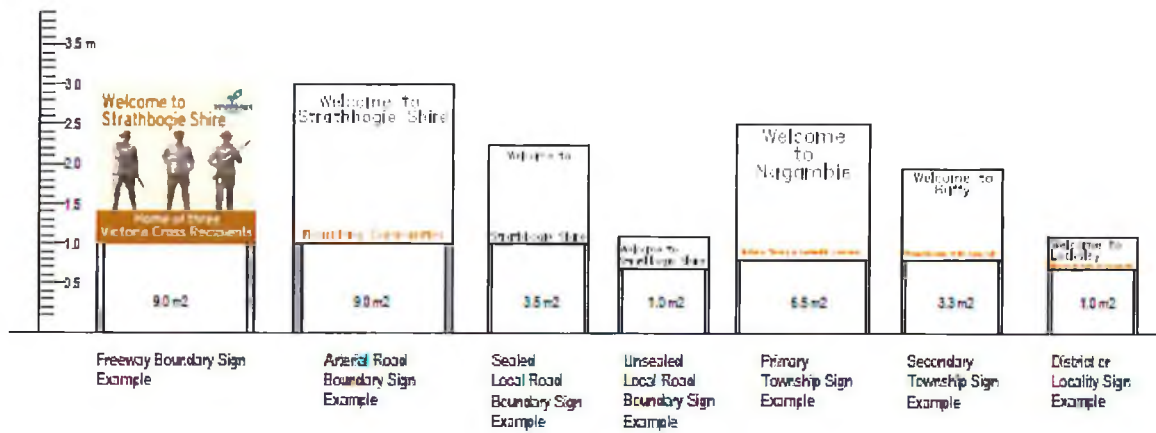 3.5 m
3.0
2.5
2.0
1.5
1.0
0.5
Welcome to
Strathbogie Shire
Home of three
Victoria Cross Recipients
9.0 m2
Freeway Boundary Sign
Example
Welcome to
Strathbogie Shire
9.0 m2
Arterial Road
Boundary Sign
Example
Welcome to
Strathbogie Shire
3.5 m2
Sealed
Local Road
Boundary Sign
Example
Welcome to
Strathbogie Shire
1.0 m2
Unsealed
Local Road
Boundary Sign
Example
Welcome
to
Nagambie
6.5 m2
Primary
Township Sign
Example
Welcome to
Ruffy
3.3 m2
Secondary
Township Sign
Example
Welcome to
Locksley
1.0 m2
District or
Locality Sign
Example